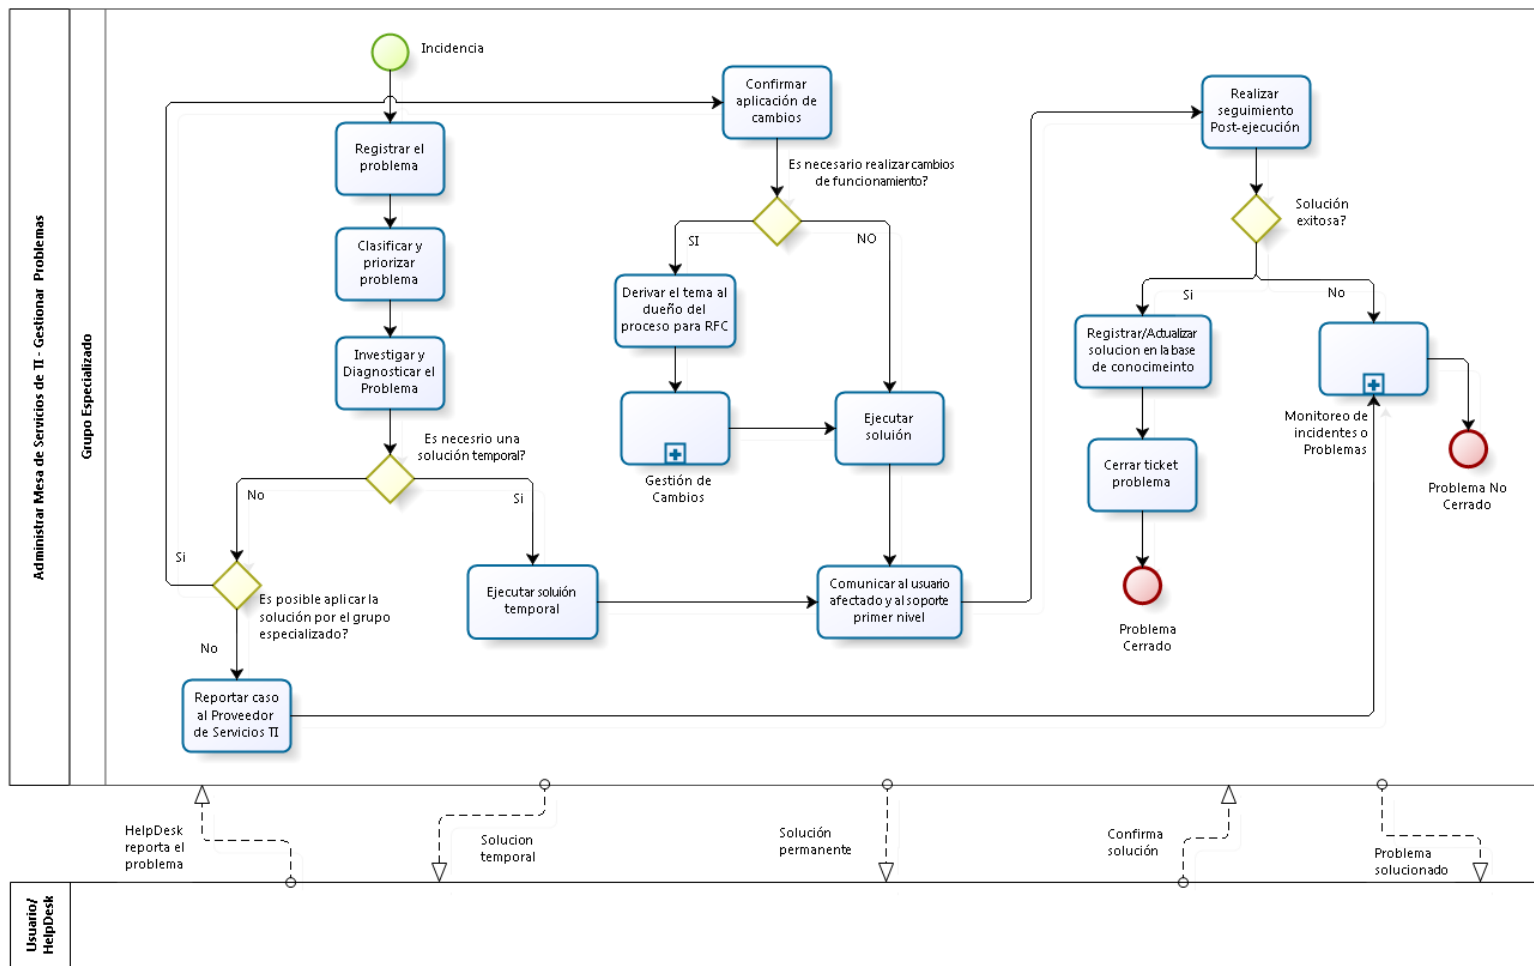 Administrar Mesa de Servicios de TI - Gestionar Problemas
Grupo Especializado
Incidencia
Registrar el
problema
Clasificar y
priorizar
problema
Investigar y
Diagnosticar el
Problema
Es necesrio una
solución temporal?
No
Si
Si
Es posible aplicar la
solución por el grupo
especializado?
No
Reportar caso
al Proveedor
de Servicios TI
Ejecutar soluión
temporal
Confirmar
aplicación de
cambios
Es necesario realizar cambios
de funcionamiento?
SI
NO
Derivar el tema al
dueño del
proceso para RFC
Gestión de
Cambios
Ejecutar
soluión
Comunicar al usuario
afectado y al soporte
primer nivel
Realizar
seguimiento
Post-ejecución
Solución
exitosa?
Si
No
Registrar/Actualizar
solucion en la base
de conocimeinto
Cerrar ticket
problema
Problema
Cerrado
Monitoreo de
incidentes o
Problemas
Problema No
Cerrado
HelpDesk
reporta el
problema
Solucion
temporal
Solución
permanente
Confirma
solución
Problema
solucionado
Usuario/
HelpDesk